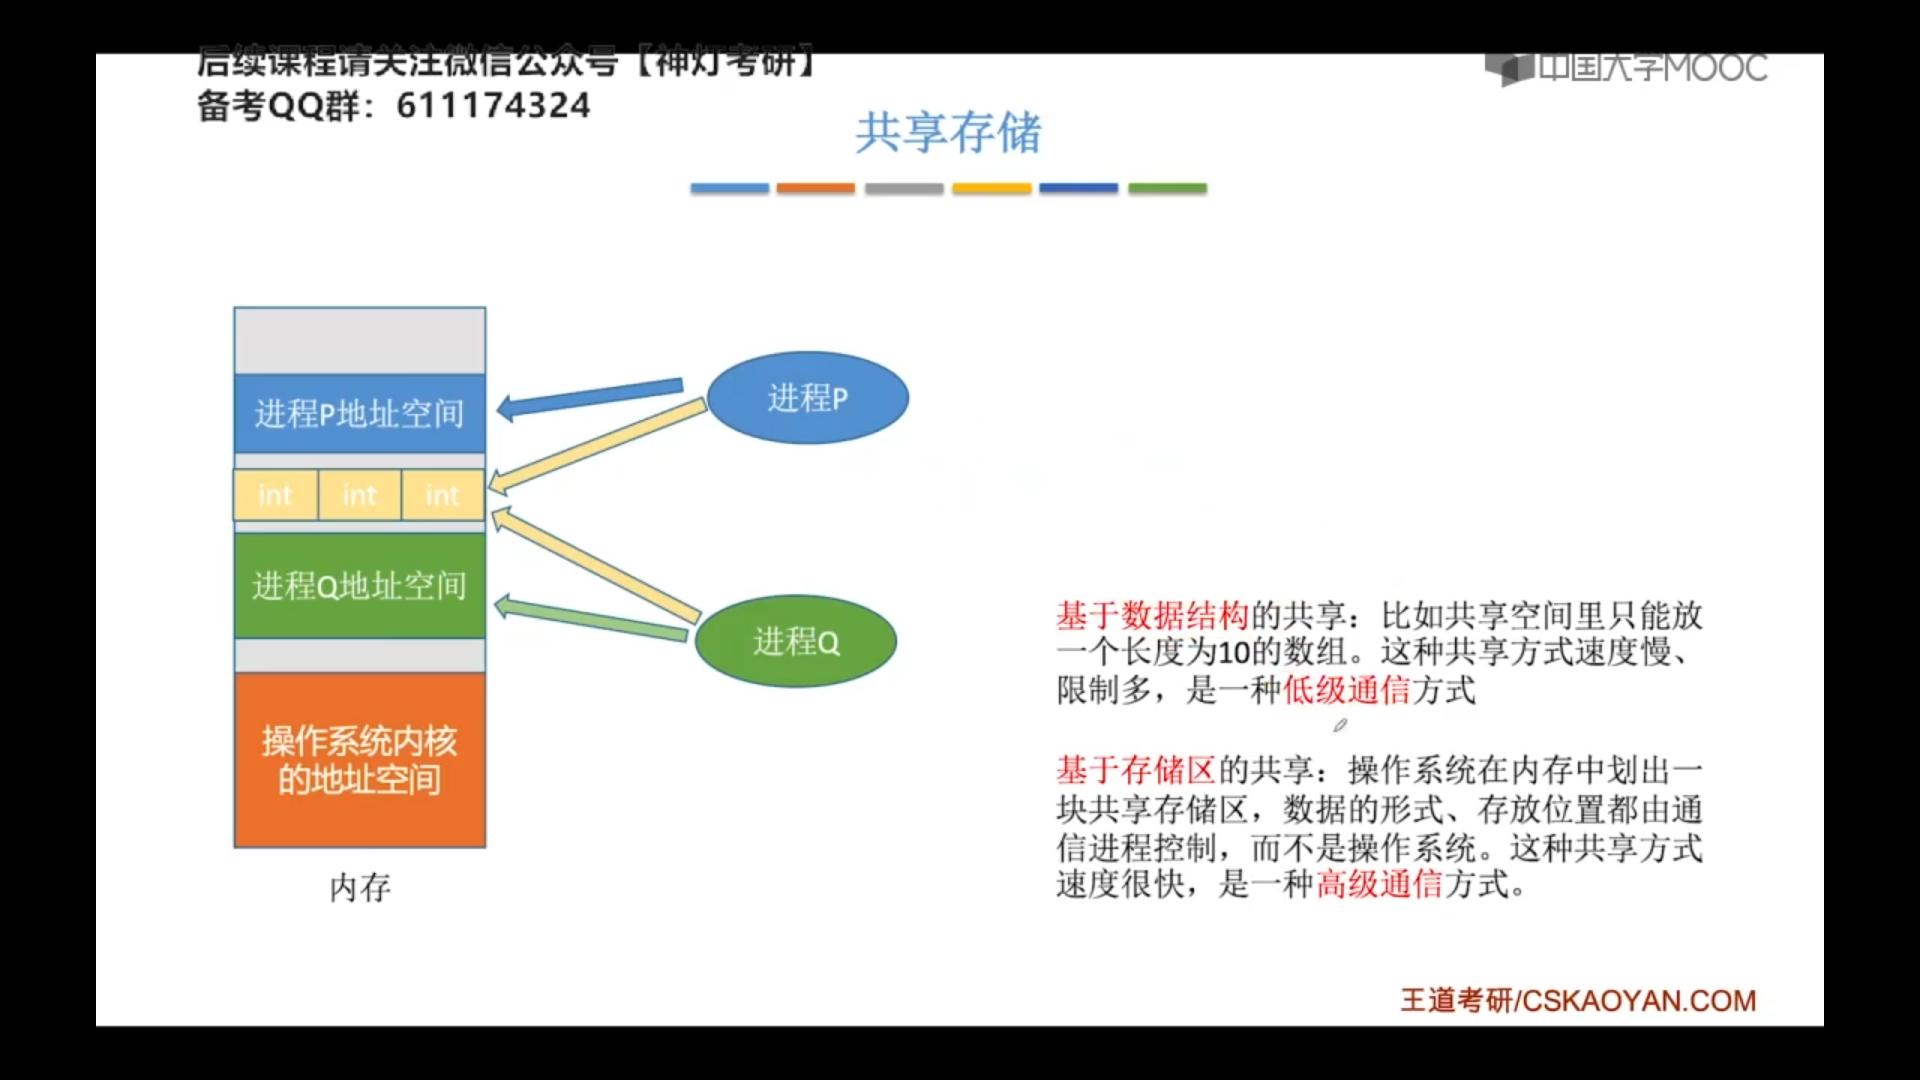 后续课程请关注微信公众号【神灯考研】
备考QQ群：611174324
中国大学MOOC
共享存储
进程P地址空间
int int int
进程Q地址空间
操作系统内核
的地址空间
内存
进程P
进程Q
基于数据结构的共享：比如共享空间里只能放
一个长度为10的数组。这种共享方式速度慢、
限制多，是一种低级通信方式
基于存储区的共享：操作系统在内存中划出一
块共享存储区，数据的形式、存放位置都由通
信进程控制，而不是操作系统。这种共享方式
速度很快，是一种高级通信方式。
王道考研/CSKAOYAN.COM